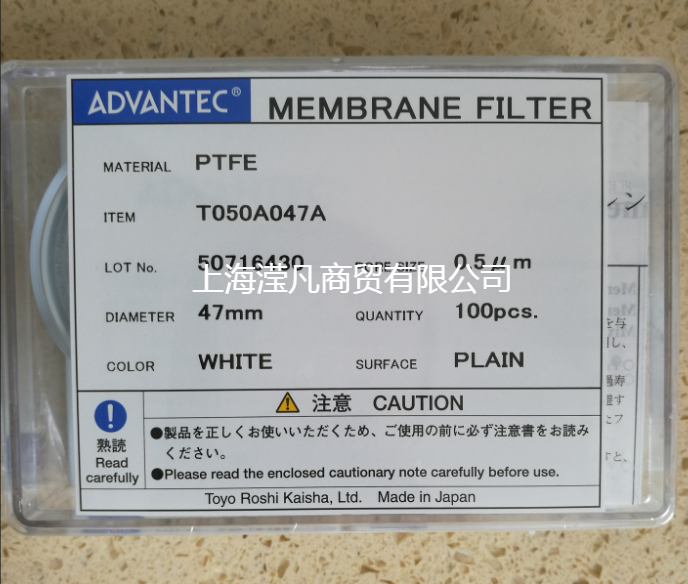 ADVANTEC® MEMBRANE FILTER
MATERIAL PTFE
ITEM T050A047A
LOT No. 50716430 PORE SIZE 0.5μm
上海滢凡商贸有限公司
DIAMETER 47mm QUANTITY 100pcs.
COLOR WHITE SURFACE PLAIN
注意 CAUTION
熟読
Read
carefully
●製品を正しくお使いいただくため、ご使用の前に必ず注意書をお読み
ください。
●Please read the enclosed cautionary note carefully before use.
Toyo Roshi Kaisha, Ltd. Made in Japan